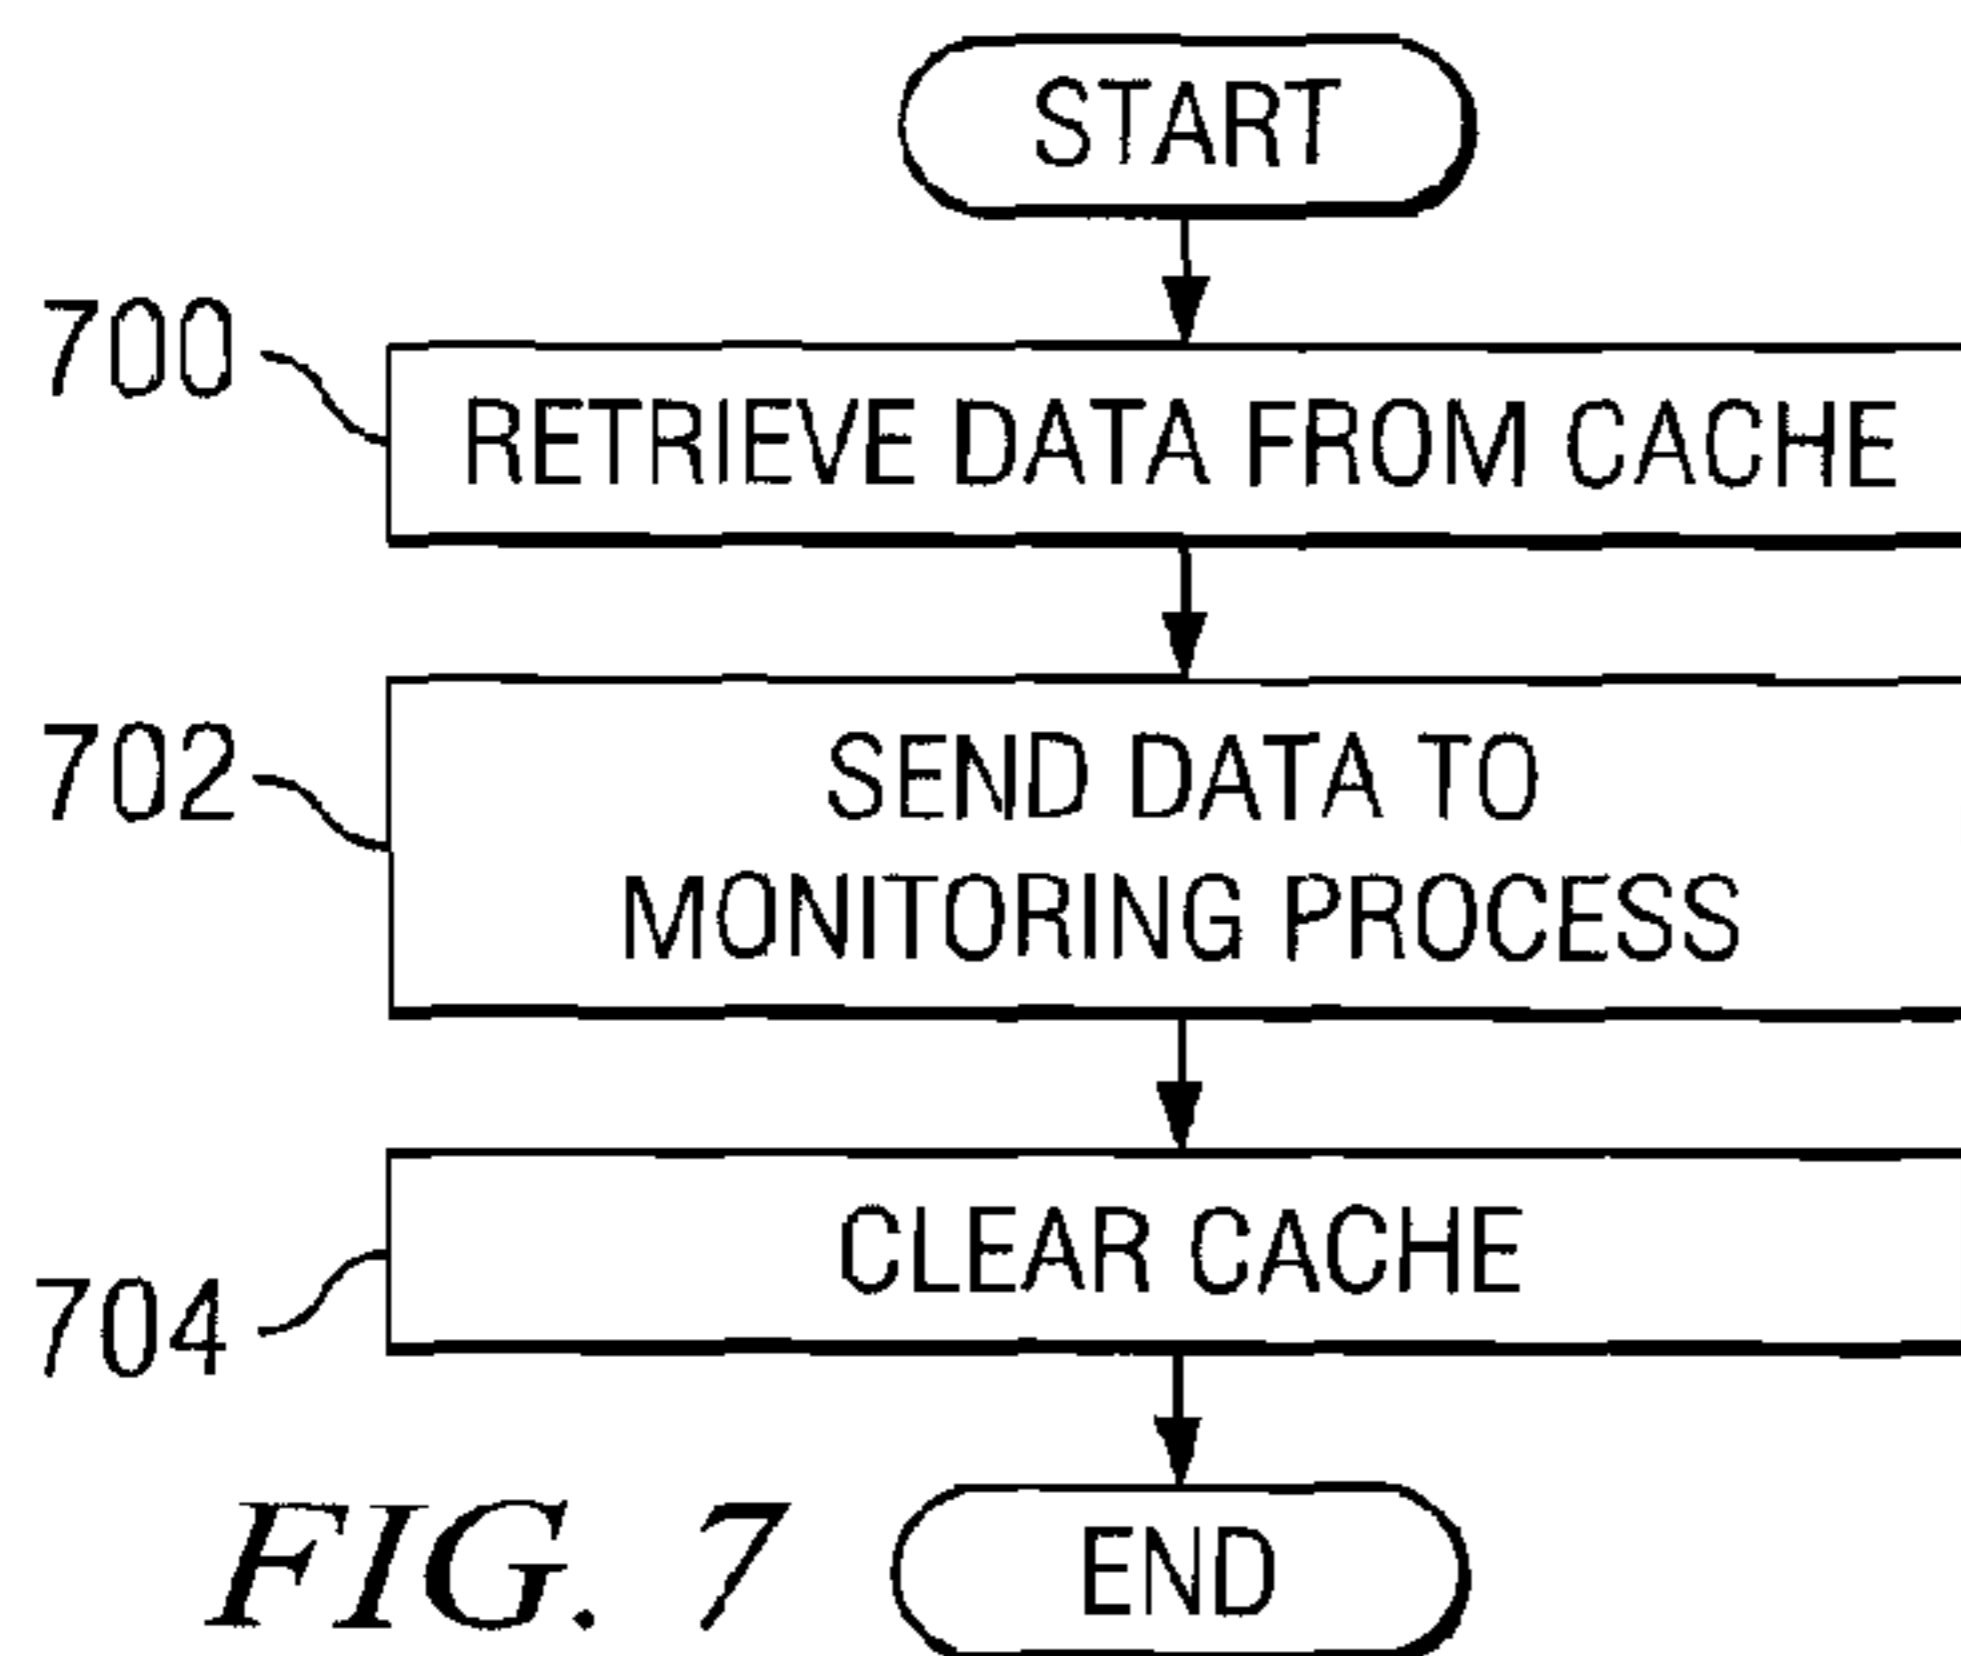 START
700
RETRIEVE DATA FROM CACHE
702
SEND DATA TO
MONITORING PROCESS
CLEAR CACHE
704
FIG. 7
END